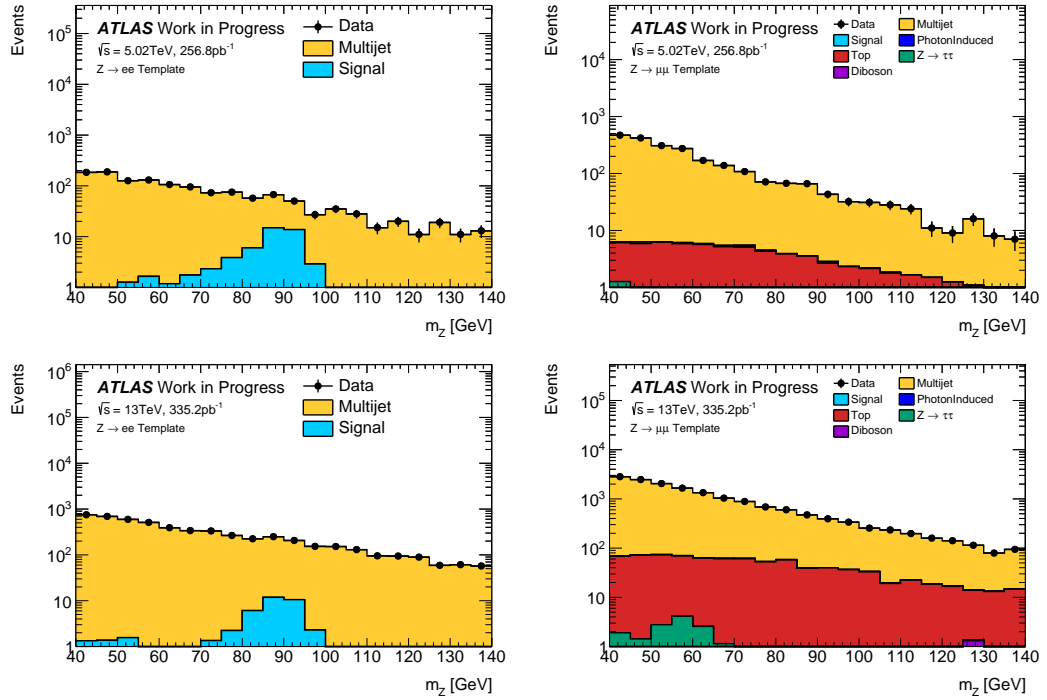 Events
10⁵
10⁴
10³
10²
10
1
ATLAS Work in Progress
√s = 5.02TeV, 256.8pb⁻¹
Z → ee Template
Data
Multijet
Signal
40 50 60 70 80 90 100 110 120 130 140
m_Z [GeV]
Events
10⁴
10³
10²
10
1
ATLAS Work in Progress
√s = 5.02TeV, 256.8pb⁻¹
Z → μμ Template
Data Multijet
Signal PhotonInduced
Top Z → ττ
Diboson
40 50 60 70 80 90 100 110 120 130 140
m_Z [GeV]
Events
10⁶
10⁵
10⁴
10³
10²
10
1
ATLAS Work in Progress
√s = 13TeV, 335.2pb⁻¹
Z → ee Template
Data
Multijet
Signal
40 50 60 70 80 90 100 110 120 130 140
m_Z [GeV]
Events
10⁵
10⁴
10³
10²
10
1
ATLAS Work in Progress
√s = 13TeV, 335.2pb⁻¹
Z → μμ Template
Data Multijet
Signal PhotonInduced
Top Z → ττ
Diboson
40 50 60 70 80 90 100 110 120 130 140
m_Z [GeV]